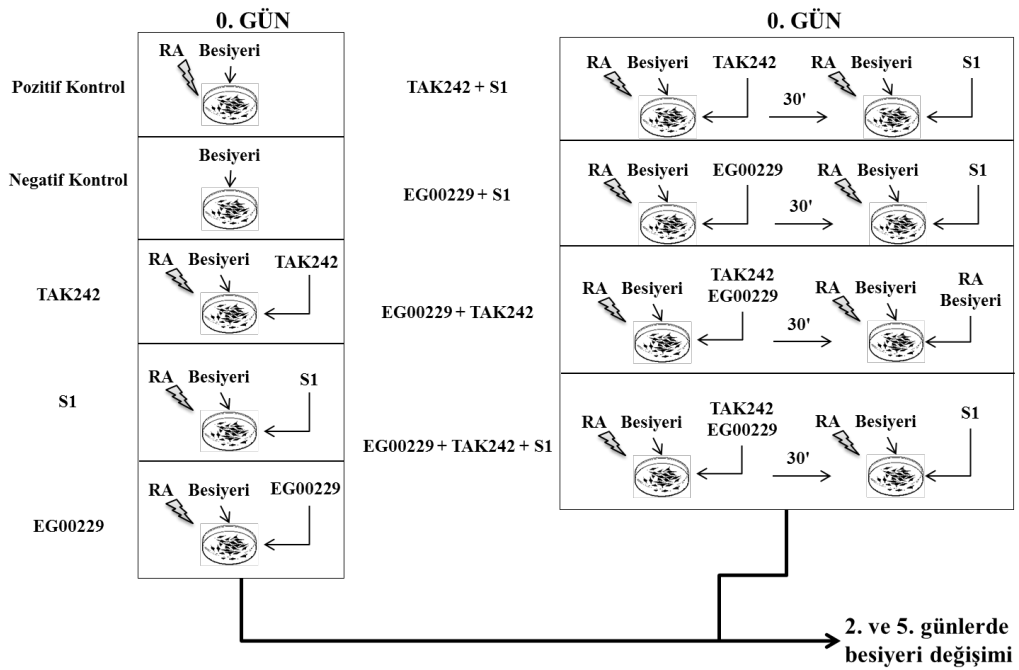 0. GÜN
Pozitif Kontrol
RA Besiyeri
Negatif Kontrol
Besiyeri
TAK242
RA Besiyeri TAK242
S1
RA Besiyeri S1
EG00229
RA Besiyeri EG00229
0. GÜN
TAK242 + S1
RA Besiyeri TAK242 30' RA Besiyeri S1
EG00229 + S1
RA Besiyeri EG00229 30' RA Besiyeri S1
EG00229 + TAK242
RA Besiyeri TAK242
EG00229 30' RA Besiyeri RA
Besiyeri
EG00229 + TAK242 + S1
RA Besiyeri TAK242
EG00229 30' RA Besiyeri S1
2. ve 5. günlerde
besiyeri değişimi